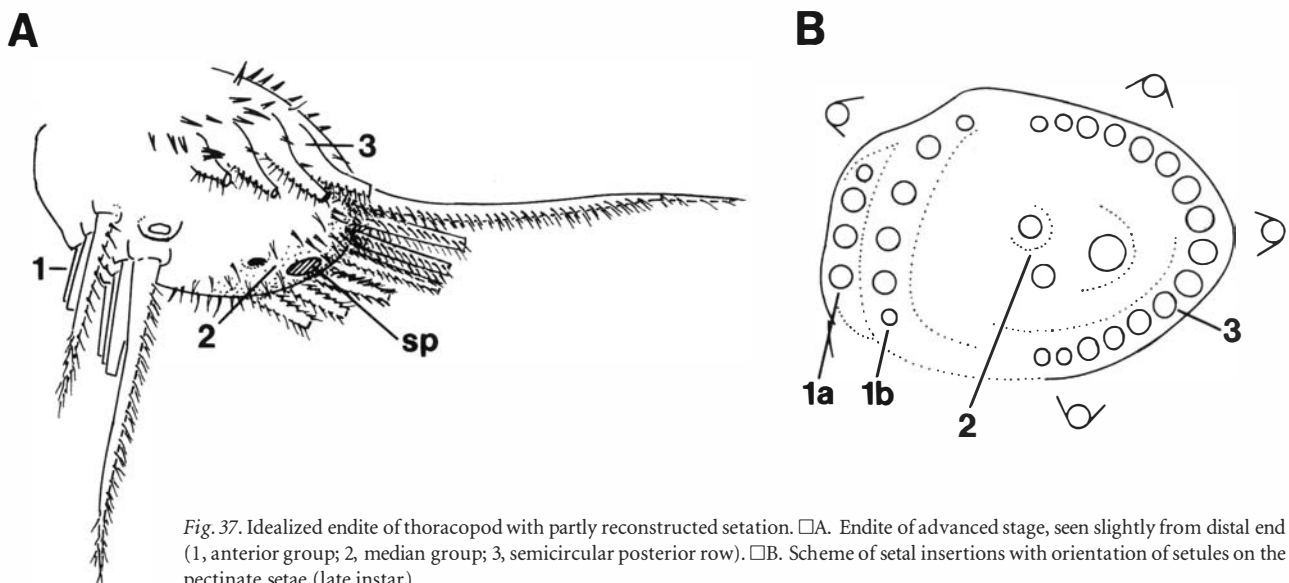 A
B
3
1
2
sp
3
1a
1b
2
Fig. 37. Idealized endite of thoracopod with partly reconstructed setation. □A. Endite of advanced stage, seen slightly from distal end
(1, anterior group; 2, median group; 3, semicircular posterior row). □B. Scheme of setal insertions with orientation of setules on the
pectinate setae (late instar).